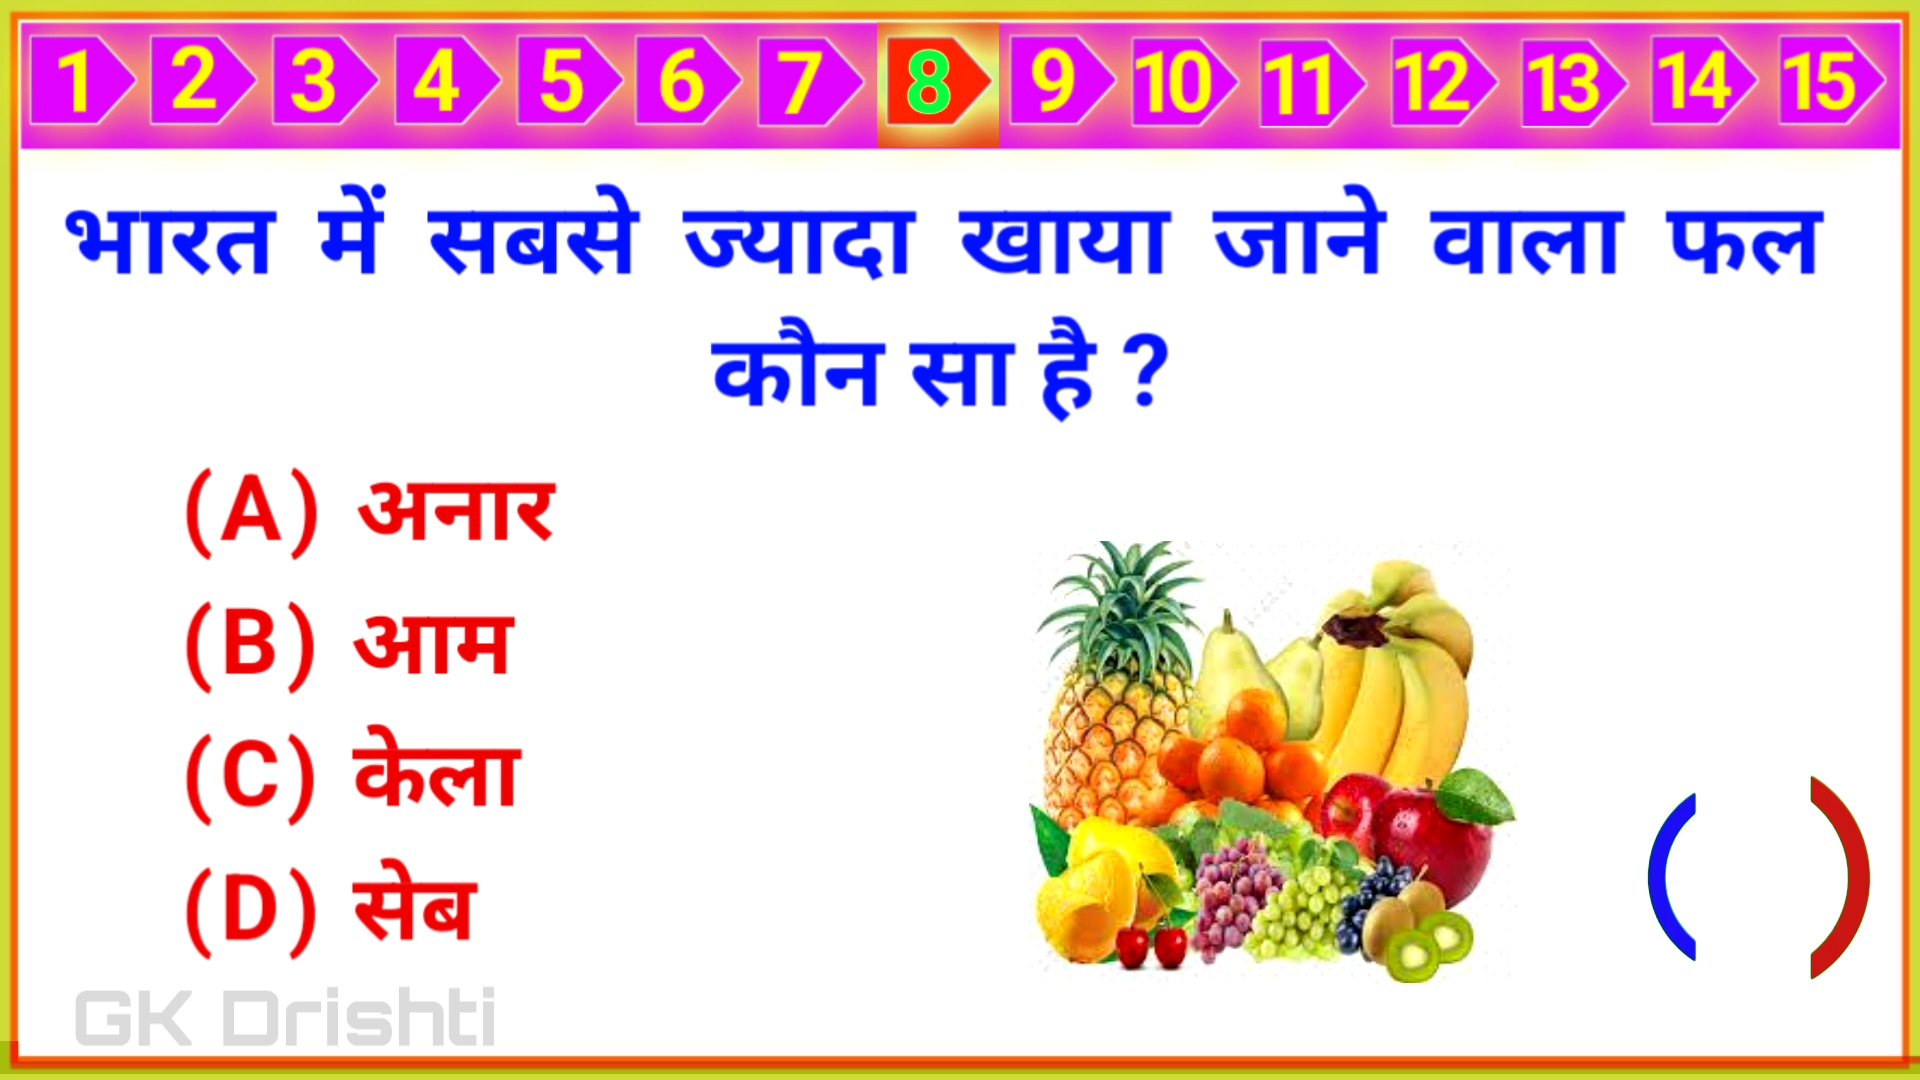 1 2 3 4 5 6 7 8 9 10 11 12 13 14 15
भारत में सबसे ज्यादा खाया जाने वाला फल
कौन सा है ?
(A) अनार
(B) आम
(C) केला
(D) सेब
( )
GK Drishti